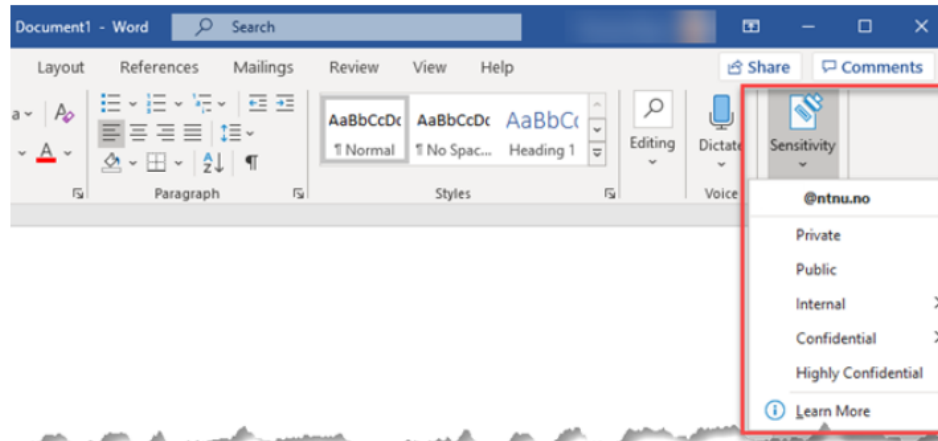 Document1 - Word Search
Layout References Mailings Review View Help Share Comments
AaBbCcDc AaBbCcDc AaBbCc
¶ Normal ¶ No Spac... Heading 1
Editing Dictate Sensitivity
Paragraph Styles Voice
@ntnu.no
Private
Public
Internal
Confidential
Highly Confidential
Learn More